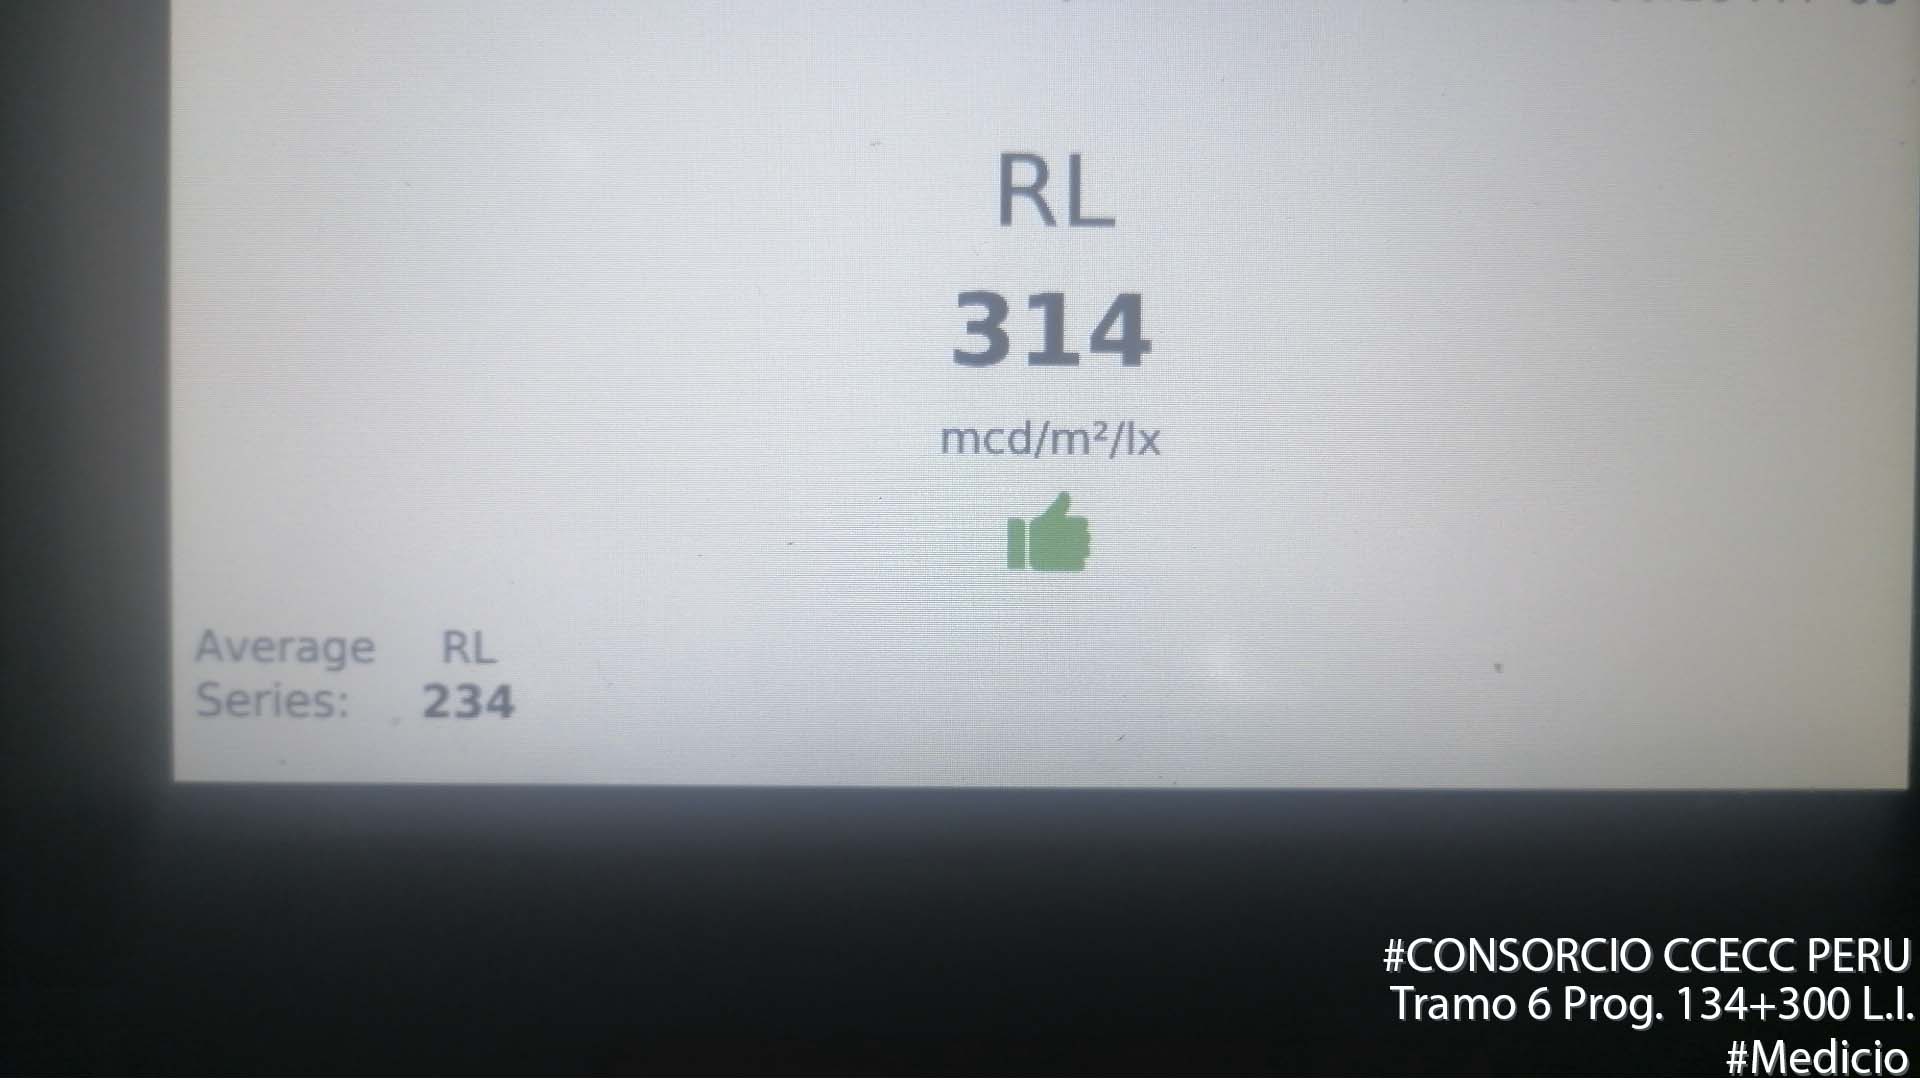 RL
314
mcd/m²/lx
Average RL
Series: 234
#CONSORCIO CCECC PERU
Tramo 6 Prog. 134+300 L.I.
#Medicio